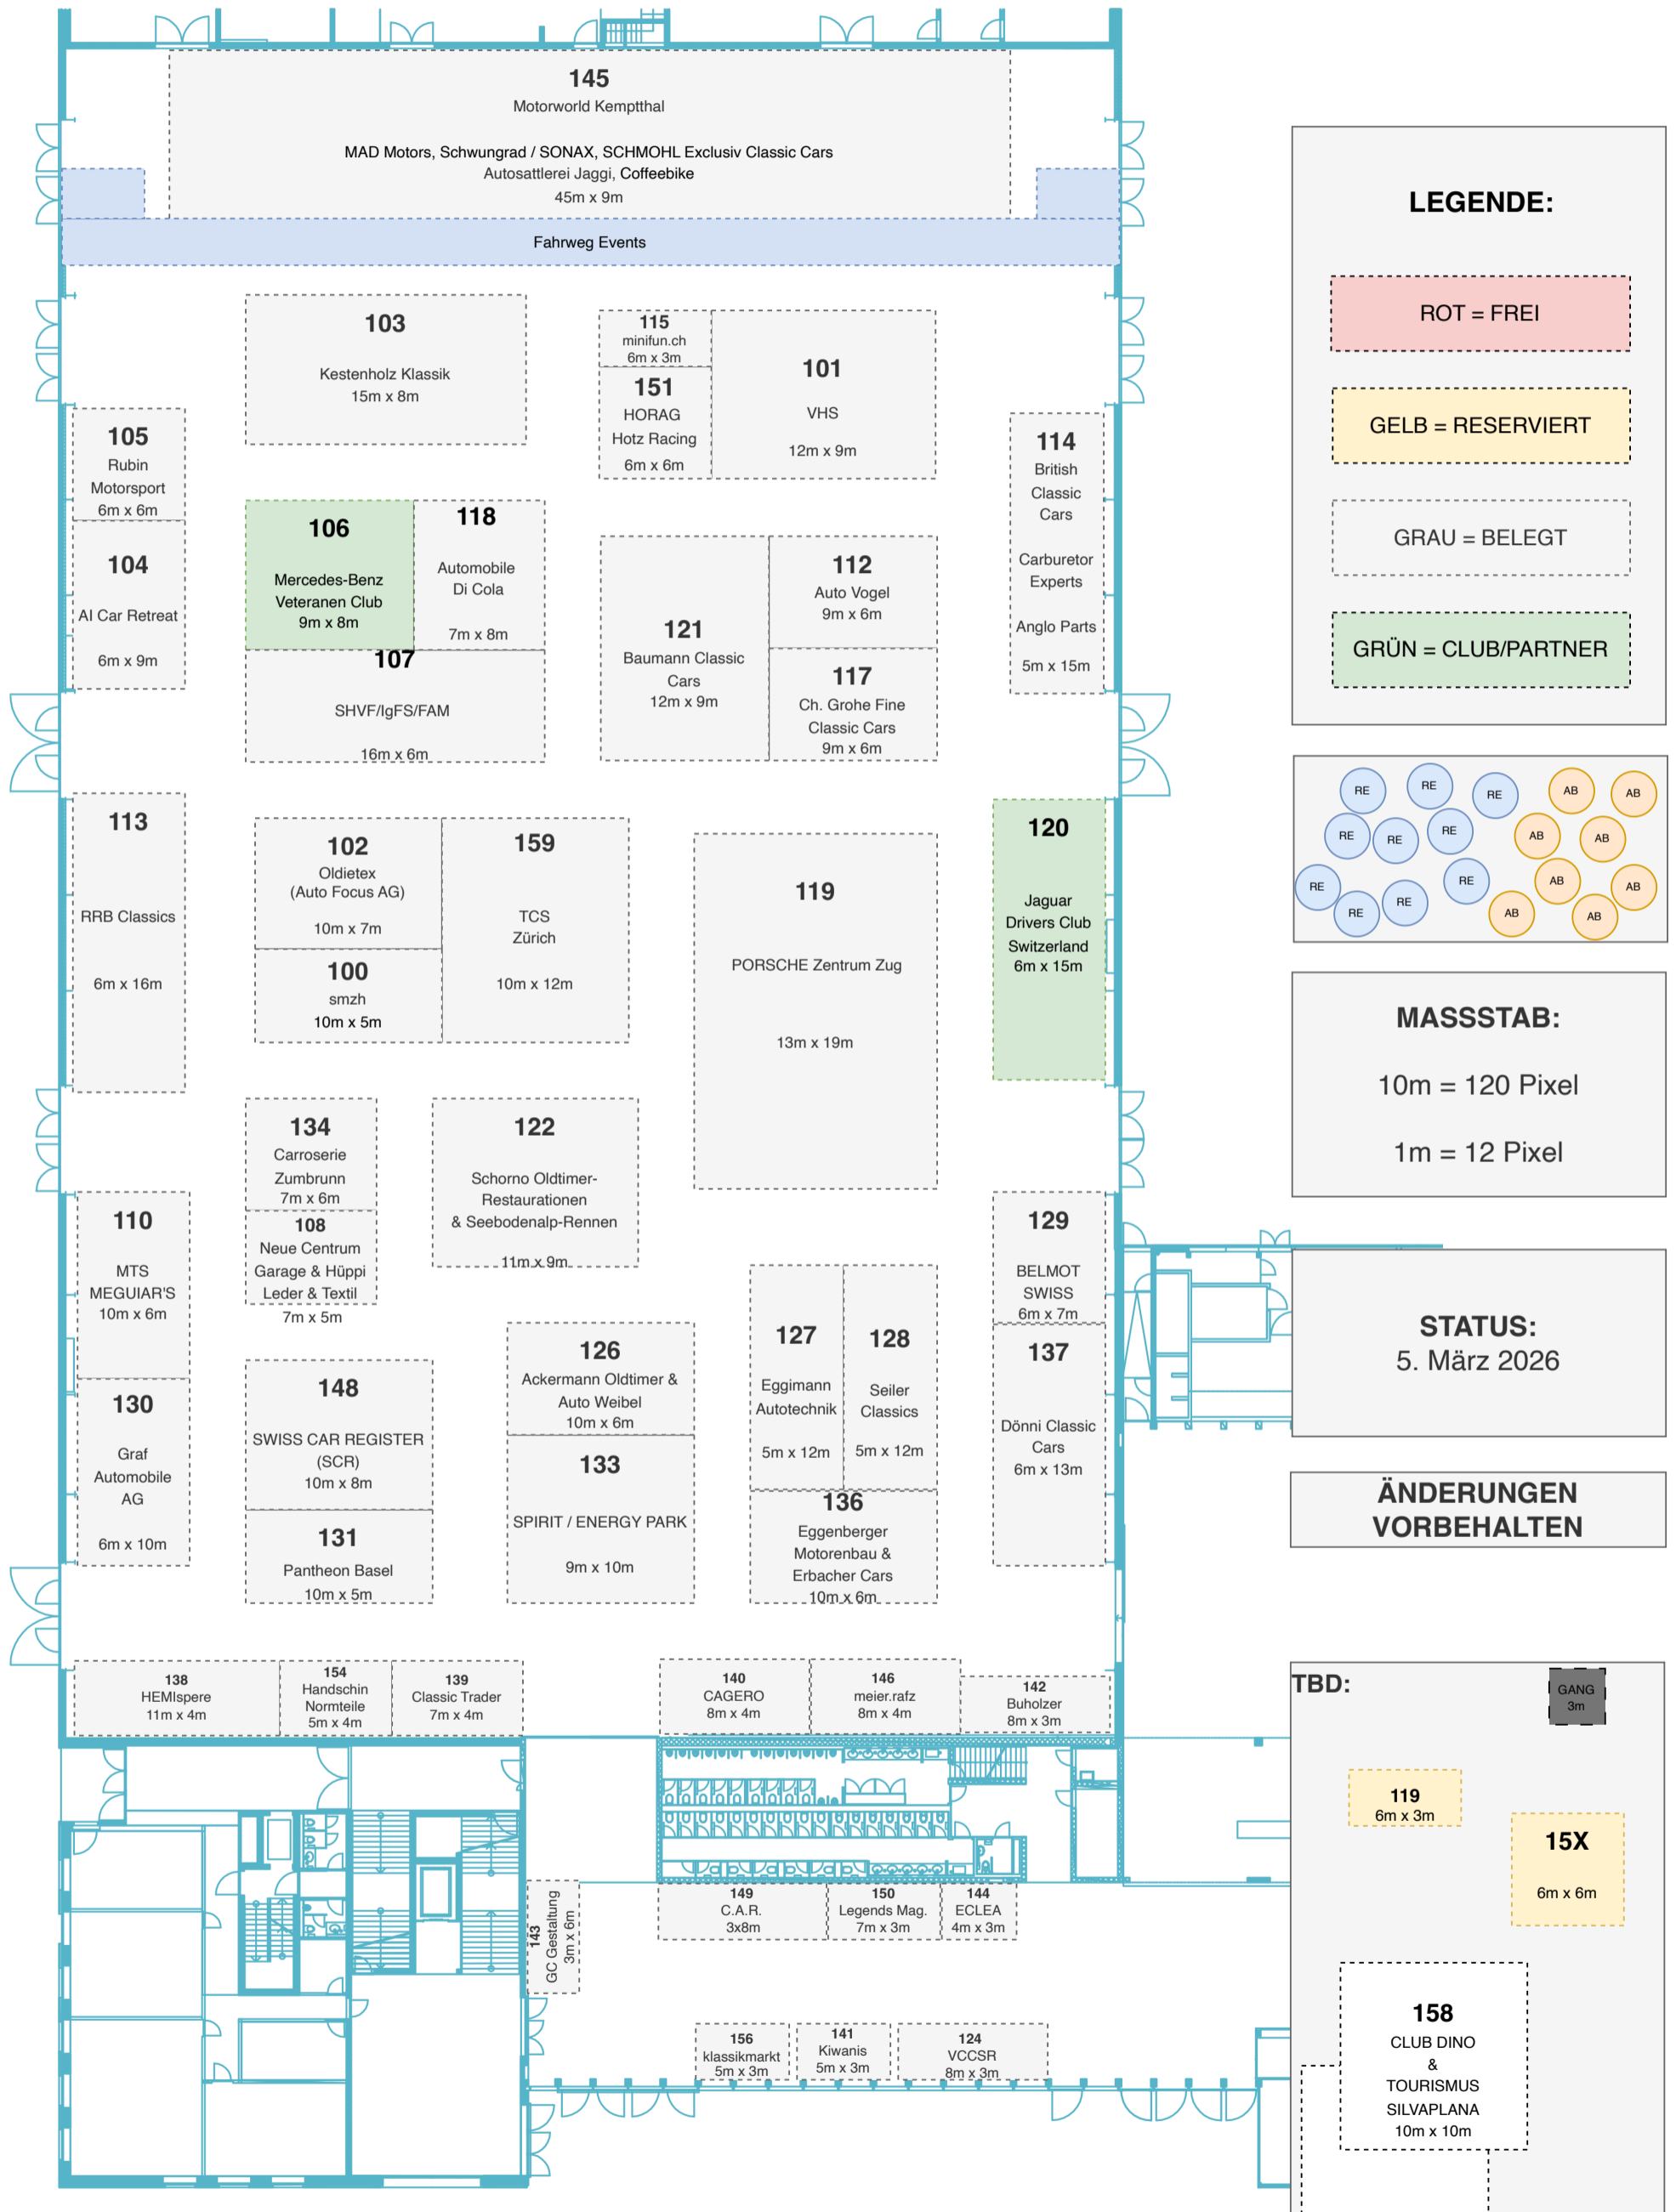 145
Motorworld Kemptthal
MAD Motors, Schwungrad / SONAX, SCHMOHL Exclusiv Classic Cars
Autosattlerei Jaggi, Coffeebike
45m x 9m
Fahrweg Events
103
Kestenholz Klassik
15m x 8m
115
minifun.ch
6m x 3m
151
HORAG
Hotz Racing
6m x 6m
101
VHS
12m x 9m
105
Rubin
Motorsport
6m x 6m
104
AI Car Retreat
6m x 9m
114
British
Classic
Cars
Carburetor
Experts
Anglo Parts
5m x 15m
106
Mercedes-Benz
Veteranen Club
9m x 8m
118
Automobile
Di Cola
7m x 8m
107
SHVF/IgFS/FAM
16m x 6m
121
Baumann Classic
Cars
12m x 9m
112
Auto Vogel
9m x 6m
117
Ch. Grohe Fine
Classic Cars
9m x 6m
113
RRB Classics
6m x 16m
102
Oldietex
(Auto Focus AG)
10m x 7m
100
smzh
10m x 5m
159
TCS
Zürich
10m x 12m
119
PORSCHE Zentrum Zug
13m x 19m
120
Jaguar
Drivers Club
Switzerland
6m x 15m
134
Carroserie
Zumbrunn
7m x 6m
108
Neue Centrum
Garage & Hüppi
Leder & Textil
7m x 5m
122
Schorno Oldtimer-
Restaurationen
& Seebodenalp-Rennen
11m x 9m
110
MTS
MEGUIAR'S
10m x 6m
130
Graf
Automobile
AG
6m x 10m
129
BELMOT
SWISS
6m x 7m
137
Dönni Classic
Cars
6m x 13m
148
SWISS CAR REGISTER
(SCR)
10m x 8m
131
Pantheon Basel
10m x 5m
126
Ackermann Oldtimer &
Auto Weibel
10m x 6m
133
SPIRIT / ENERGY PARK
9m x 10m
127
Eggimann
Autotechnik
5m x 12m
128
Seiler
Classics
5m x 12m
136
Eggenberger
Motorenbau &
Erbacher Cars
10m x 6m
138
HEMIspere
11m x 4m
154
Handschin
Normteile
5m x 4m
139
Classic Trader
7m x 4m
140
CAGERO
8m x 4m
146
meier.rafz
8m x 4m
142
Buholzer
8m x 3m
143
GC Gestaltung
3m x 6m
149
C.A.R.
3x8m
150
Legends Mag.
7m x 3m
144
ECLEA
4m x 3m
156
klassikmarkt
5m x 3m
141
Kiwanis
5m x 3m
124
VCCSR
8m x 3m
LEGENDE:
ROT = FREI
GELB = RESERVIERT
GRAU = BELEGT
GRÜN = CLUB/PARTNER
RE
RE
RE
AB
AB
RE
RE
RE
AB
AB
RE
RE
AB
AB
RE
RE
AB
AB
MASSSTAB:
10m = 120 Pixel
1m = 12 Pixel
STATUS:
5. März 2026
ÄNDERUNGEN
VORBEHALTEN
TBD:
GANG
3m
119
6m x 3m
15X
6m x 6m
158
CLUB DINO
&
TOURISMUS
SILVAPLANA
10m x 10m